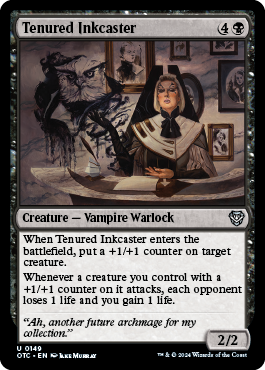 Tenured Inkcaster 4
Creature — Vampire Warlock
When Tenured Inkcaster enters the
battlefield, put a +1/+1 counter on target
creature.
Whenever a creature you control with a
+1/+1 counter on it attacks, each opponent
loses 1 life and you gain 1 life.
“Ah, another future archmage for my
collection.”
2/2
U 0149
OTC • EN Iliex Murray
™ & © 2024 Wizards of the Coast